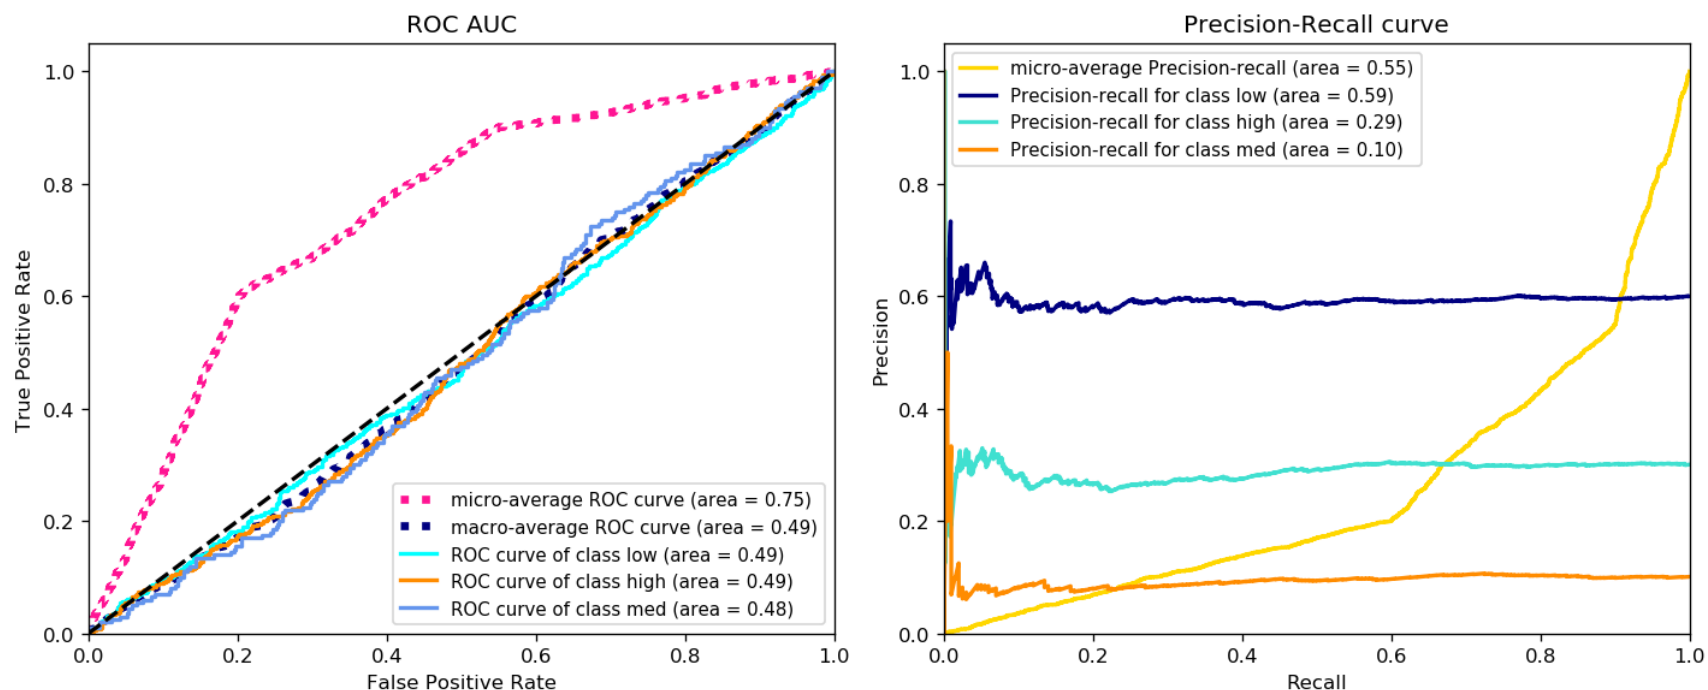 ROC AUC
1.0
0.8
0.6
0.4
0.2
0.0
True Positive Rate
micro-average ROC curve (area = 0.75)
macro-average ROC curve (area = 0.49)
ROC curve of class low (area = 0.49)
ROC curve of class high (area = 0.49)
ROC curve of class med (area = 0.48)
0.0 0.2 0.4 0.6 0.8 1.0
False Positive Rate
Precision-Recall curve
micro-average Precision-recall (area = 0.55)
Precision-recall for class low (area = 0.59)
Precision-recall for class high (area = 0.29)
Precision-recall for class med (area = 0.10)
1.0
0.8
0.6
0.4
0.2
0.0
Precision
0.0 0.2 0.4 0.6 0.8 1.0
Recall